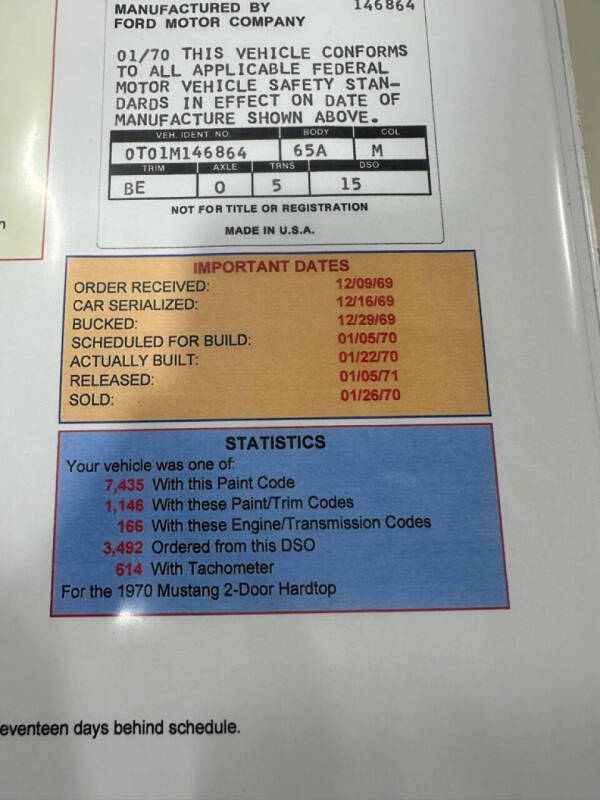 MANUFACTURED BY 146864
FORD MOTOR COMPANY
01/70 THIS VEHICLE CONFORMS
TO ALL APPLICABLE FEDERAL
MOTOR VEHICLE SAFETY STAN-
DARDS IN EFFECT ON DATE OF
MANUFACTURE SHOWN ABOVE.
VEH. IDENT. NO. BODY COL
0T01M146864 65A M
TRIM AXLE TRNS DSO
BE O 5 15
NOT FOR TITLE OR REGISTRATION
MADE IN U.S.A.
IMPORTANT DATES
ORDER RECEIVED: 12/09/69
CAR SERIALIZED: 12/16/69
BUCKED: 12/29/69
SCHEDULED FOR BUILD: 01/05/70
ACTUALLY BUILT: 01/22/70
RELEASED: 01/05/71
SOLD: 01/26/70
STATISTICS
Your vehicle was one of:
7,435 With this Paint Code
1,146 With these Paint/Trim Codes
166 With these Engine/Transmission Codes
3,492 Ordered from this DSO
614 With Tachometer
For the 1970 Mustang 2-Door Hardtop
eventeen days behind schedule.